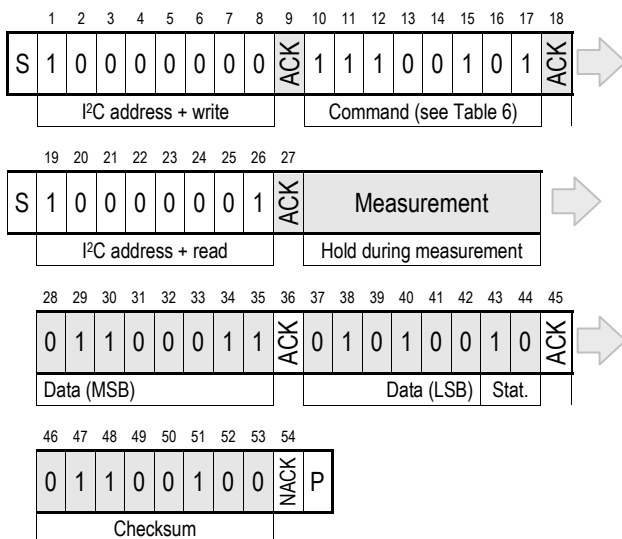 1 2 3 4 5 6 7 8 9 10 11 12 13 14 15 16 17 18
S 1 0 0 0 0 0 0 0 ACK 1 1 1 0 0 1 0 1 ACK
I²C address + write Command (see Table 6)
19 20 21 22 23 24 25 26 27
S 1 0 0 0 0 0 0 1 ACK Measurement
I²C address + read Hold during measurement
28 29 30 31 32 33 34 35 36 37 38 39 40 41 42 43 44 45
0 1 1 0 0 0 1 1 ACK 0 1 0 1 0 0 1 0 ACK
Data (MSB) Data (LSB) Stat.
46 47 48 49 50 51 52 53 54
0 1 1 0 0 1 0 0 NACK P
Checksum